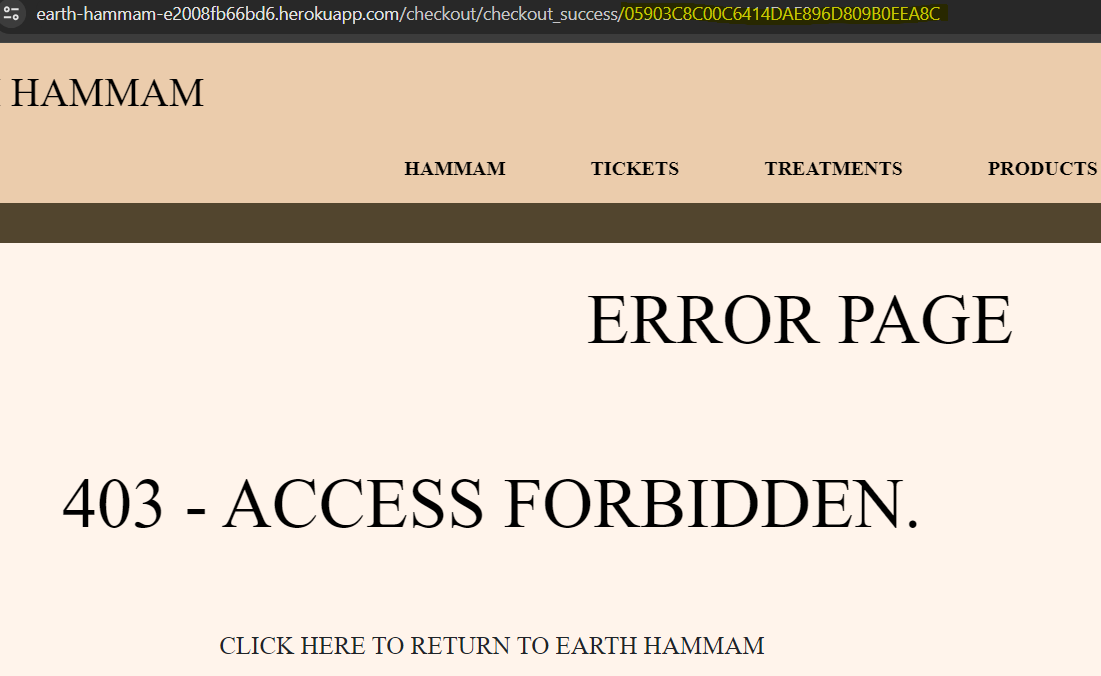 earth-hammam-e2008fb66bd6.herokuapp.com/checkout/checkout_success/05903C8C00C6414DAE896D809B0EEA8C
HAMMAM
HAMMAM TICKETS TREATMENTS PRODUCTS
ERROR PAGE
403 - ACCESS FORBIDDEN.
CLICK HERE TO RETURN TO EARTH HAMMAM